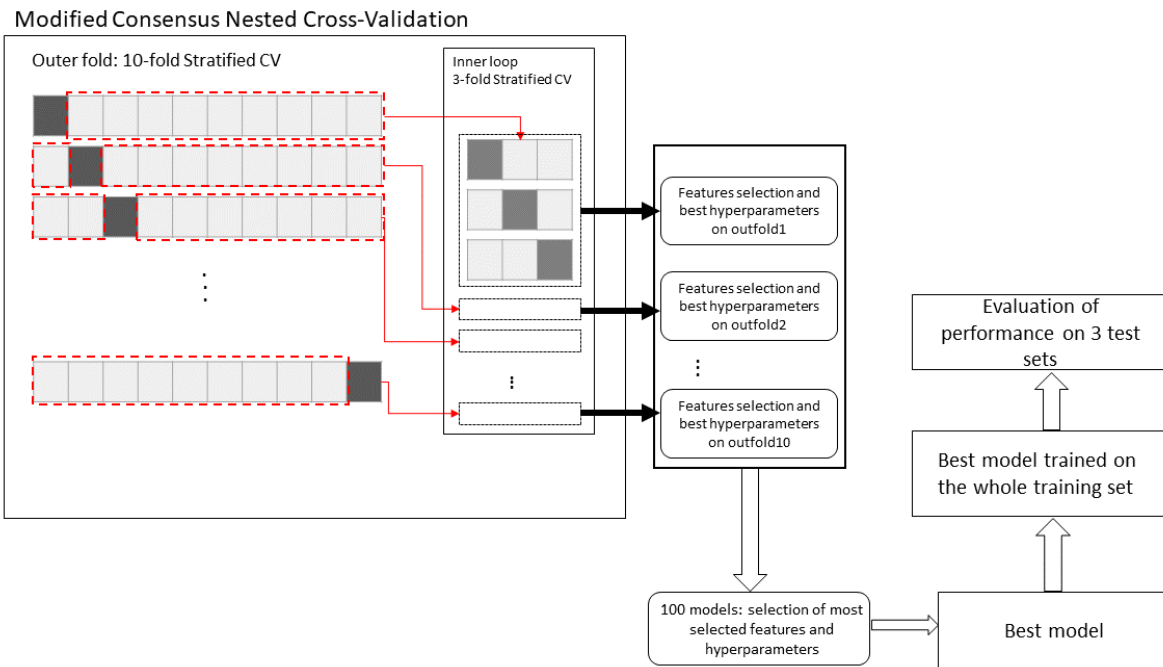 Modified Consensus Nested Cross-Validation
Outer fold: 10-fold Stratified CV
Inner loop
3-fold Stratified CV
Features selection and
best hyperparameters
on outfold1
Features selection and
best hyperparameters
on outfold2
Features selection and
best hyperparameters
on outfold10
100 models: selection of most
selected features and
hyperparameters
Best model
Best model trained on
the whole training set
Evaluation of
performance on 3 test
sets